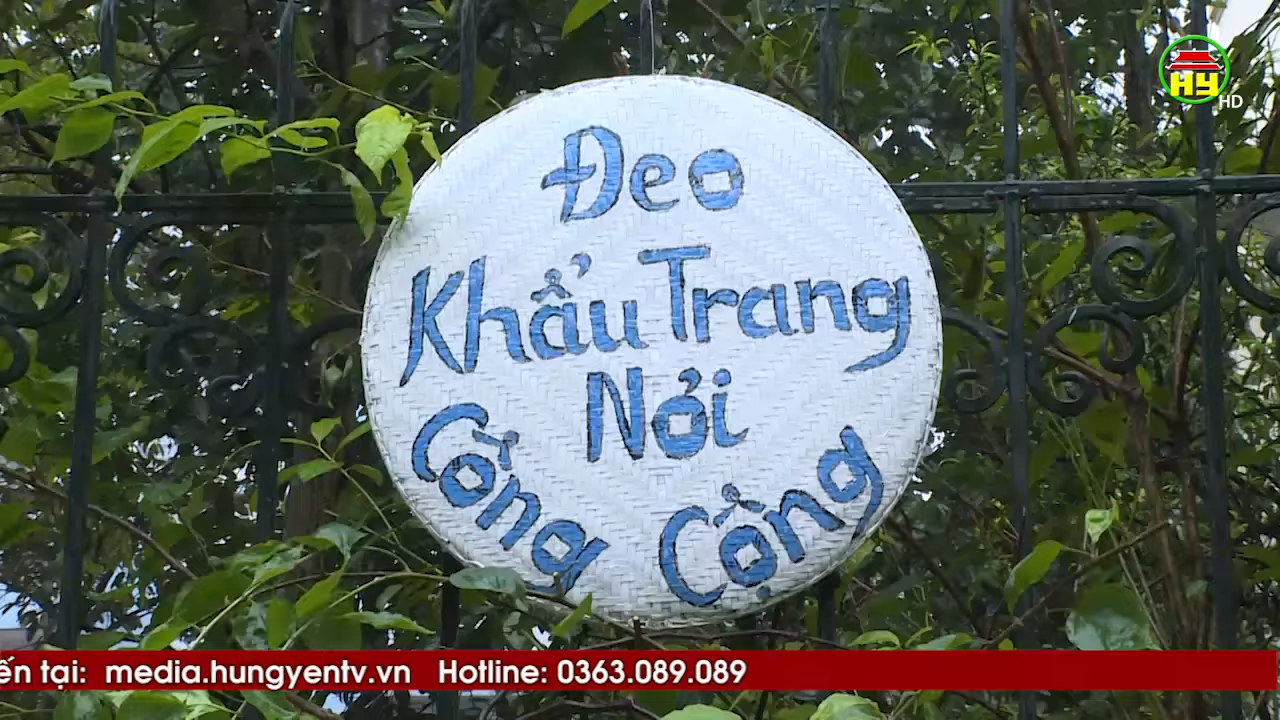 HY HD
Đeo
Khẩu Trang
Nơi
Công Cộng
ến tại: media.hungyentv.vn Hotline: 0363.089.089